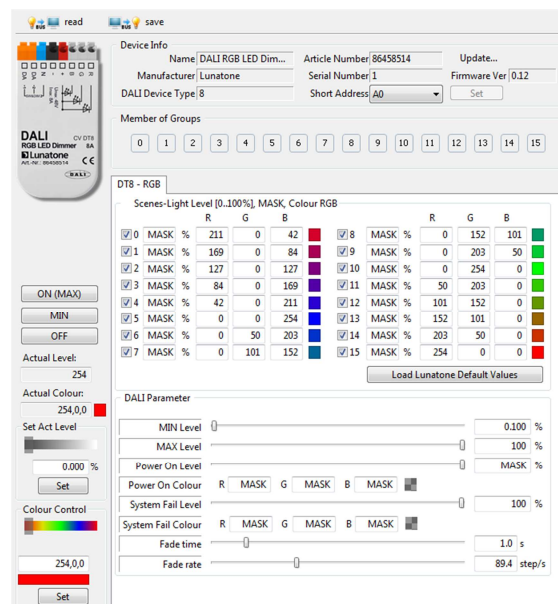 read save
Device Info
Name DALI RGB LED Dim... Article Number 86458514 Update...
Manufacturer Lunatone Serial Number 1 Firmware Ver 0.12
DALI Device Type 8 Short Address A0 Set
Member of Groups
0 1 2 3 4 5 6 7 8 9 10 11 12 13 14 15
DALI CV DT8
RGB LED Dimmer 8A
Lunatone
Art.-Nr.: 86458514
DALI
DT8 - RGB
Scenes-Light Level [0..100%], MASK, Colour RGB
R G B R G B
0 MASK % 211 0 42 8 MASK % 0 152 101
1 MASK % 169 0 84 9 MASK % 0 203 50
2 MASK % 127 0 127 10 MASK % 0 254 0
3 MASK % 84 0 169 11 MASK % 50 203 0
4 MASK % 42 0 211 12 MASK % 101 152 0
5 MASK % 0 0 254 13 MASK % 152 101 0
6 MASK % 0 50 203 14 MASK % 203 50 0
7 MASK % 0 101 152 15 MASK % 254 0 0
Load Lunatone Default Values
ON (MAX)
MIN
OFF
Actual Level:
254
Actual Colour:
254,0,0
Set Act Level
0.000 %
Set
Colour Control
254,0,0
Set
DALI Parameter
MIN Level 0.100 %
MAX Level 100 %
Power On Level MASK %
Power On Colour R MASK G MASK B MASK
System Fail Level 100 %
System Fail Colour R MASK G MASK B MASK
Fade time 1.0 s
Fade rate 89.4 step/s